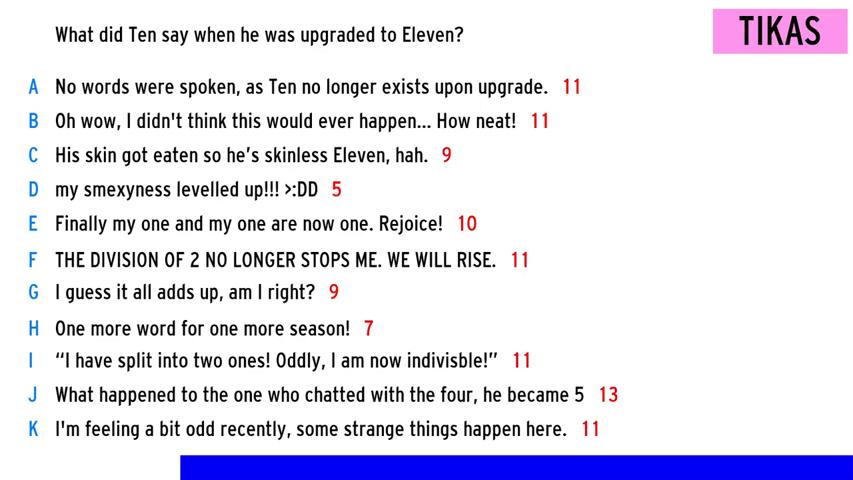 What did Ten say when he was upgraded to Eleven?
TIKAS
A No words were spoken, as Ten no longer exists upon upgrade. 11
B Oh wow, I didn't think this would ever happen... How neat! 11
C His skin got eaten so he’s skinless Eleven, hah. 9
D my smexyness levelled up!!! >:DD 5
E Finally my one and my one are now one. Rejoice! 10
F THE DIVISION OF 2 NO LONGER STOPS ME. WE WILL RISE. 11
G I guess it all adds up, am I right? 9
H One more word for one more season! 7
I “I have split into two ones! Oddly, I am now indivisble!” 11
J What happened to the one who chatted with the four, he became 5 13
K I'm feeling a bit odd recently, some strange things happen here. 11